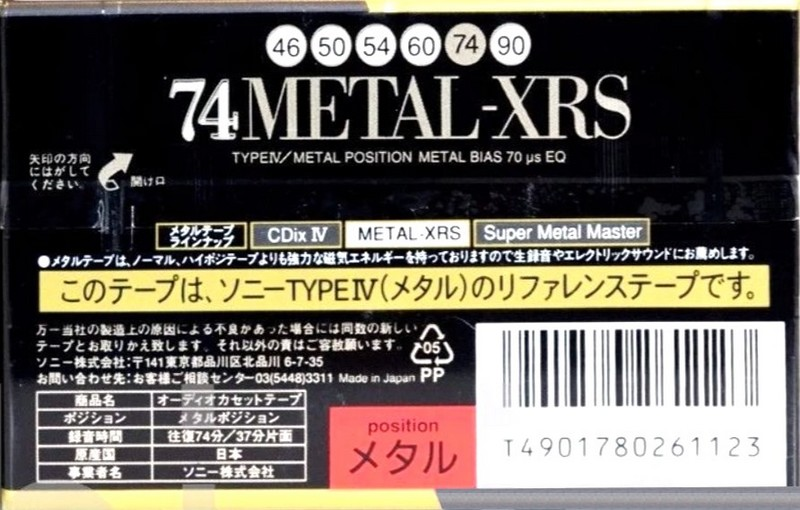 46 50 54 60 74 90
74METAL-XRS
TYPEⅣ/METAL POSITION METAL BIAS 70 μs EQ
矢印の方向
にはがして
ください。
開け口
メタルテープ
ラインナップ
CDix Ⅳ
METAL-XRS
Super Metal Master
●メタルテープは、ノーマル、ハイポジテープよりも強力な磁気エネルギーを持っておりますので生録音やエレクトリックサウンドにお薦めします。
このテープは、ソニーTYPEⅣ(メタル)のリファレンステープです。
万一当社の製造上の原因による不良があった場合には同数の新しい
テープとお取りかえ致します。それ以外の責はご容赦願います。
ソニー株式会社:〒141東京都品川区北品川 6-7-35
お問い合わせ先:お客様ご相談センター03(5448)3311 Made in Japan
05
PP
商品名 オーディオカセットテープ
ポジション メタルポジション
録音時間 往復74分/37分片面
原産国 日本
事業者名 ソニー株式会社
position
メタル
T4901780261123